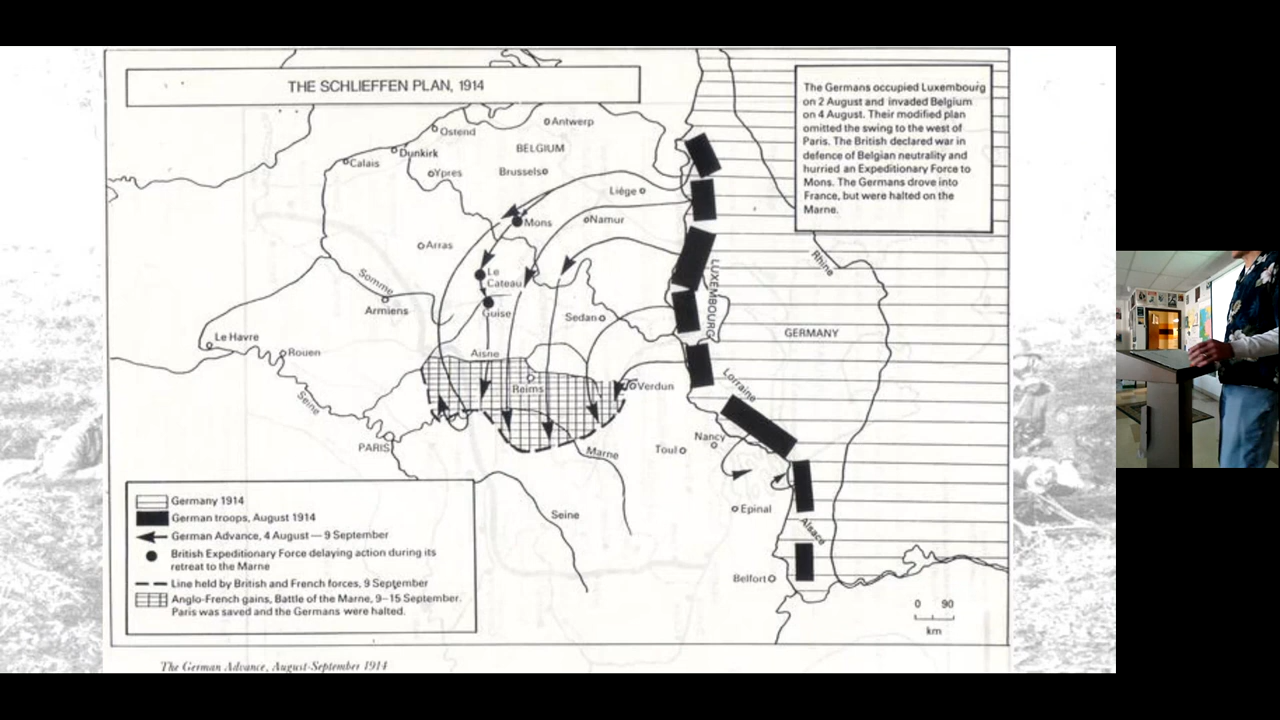 THE SCHLIEFFEN PLAN, 1914
The Germans occupied Luxembourg
on 2 August and invaded Belgium
on 4 August. Their modified plan
omitted the swing to the west of
Paris. The British declared war in
defence of Belgian neutrality and
hurried an Expeditionary Force to
Mons. The Germans drove into
France, but were halted on the
Marne.
Antwerp
Ostend
BELGIUM
Dunkirk
Calais
Ypres
Brussels
Liége
Mons
Namur
Arras
Rhine
LUXEMBOURG
Le
Cateau
Somme
Armiens
Guise
Sedan
GERMANY
Le Havre
Rouen
Aisne
Reims
Verdun
Lorraine
Seine
PARIS
Marne
Toul
Nancy
Epinal
Seine
Alsace
Belfort
Germany 1914
German troops, August 1914
German Advance, 4 August — 9 September
British Expeditionary Force delaying action during its
retreat to the Marne
Line held by British and French forces, 9 September
Anglo-French gains, Battle of the Marne, 9–15 September.
Paris was saved and the Germans were halted.
0 90
km
The German Advance, August-September 1914